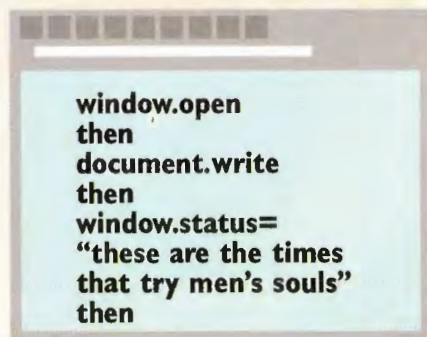 window.open
then
document.write
then
window.status=
“these are the times
that try men's souls”
then